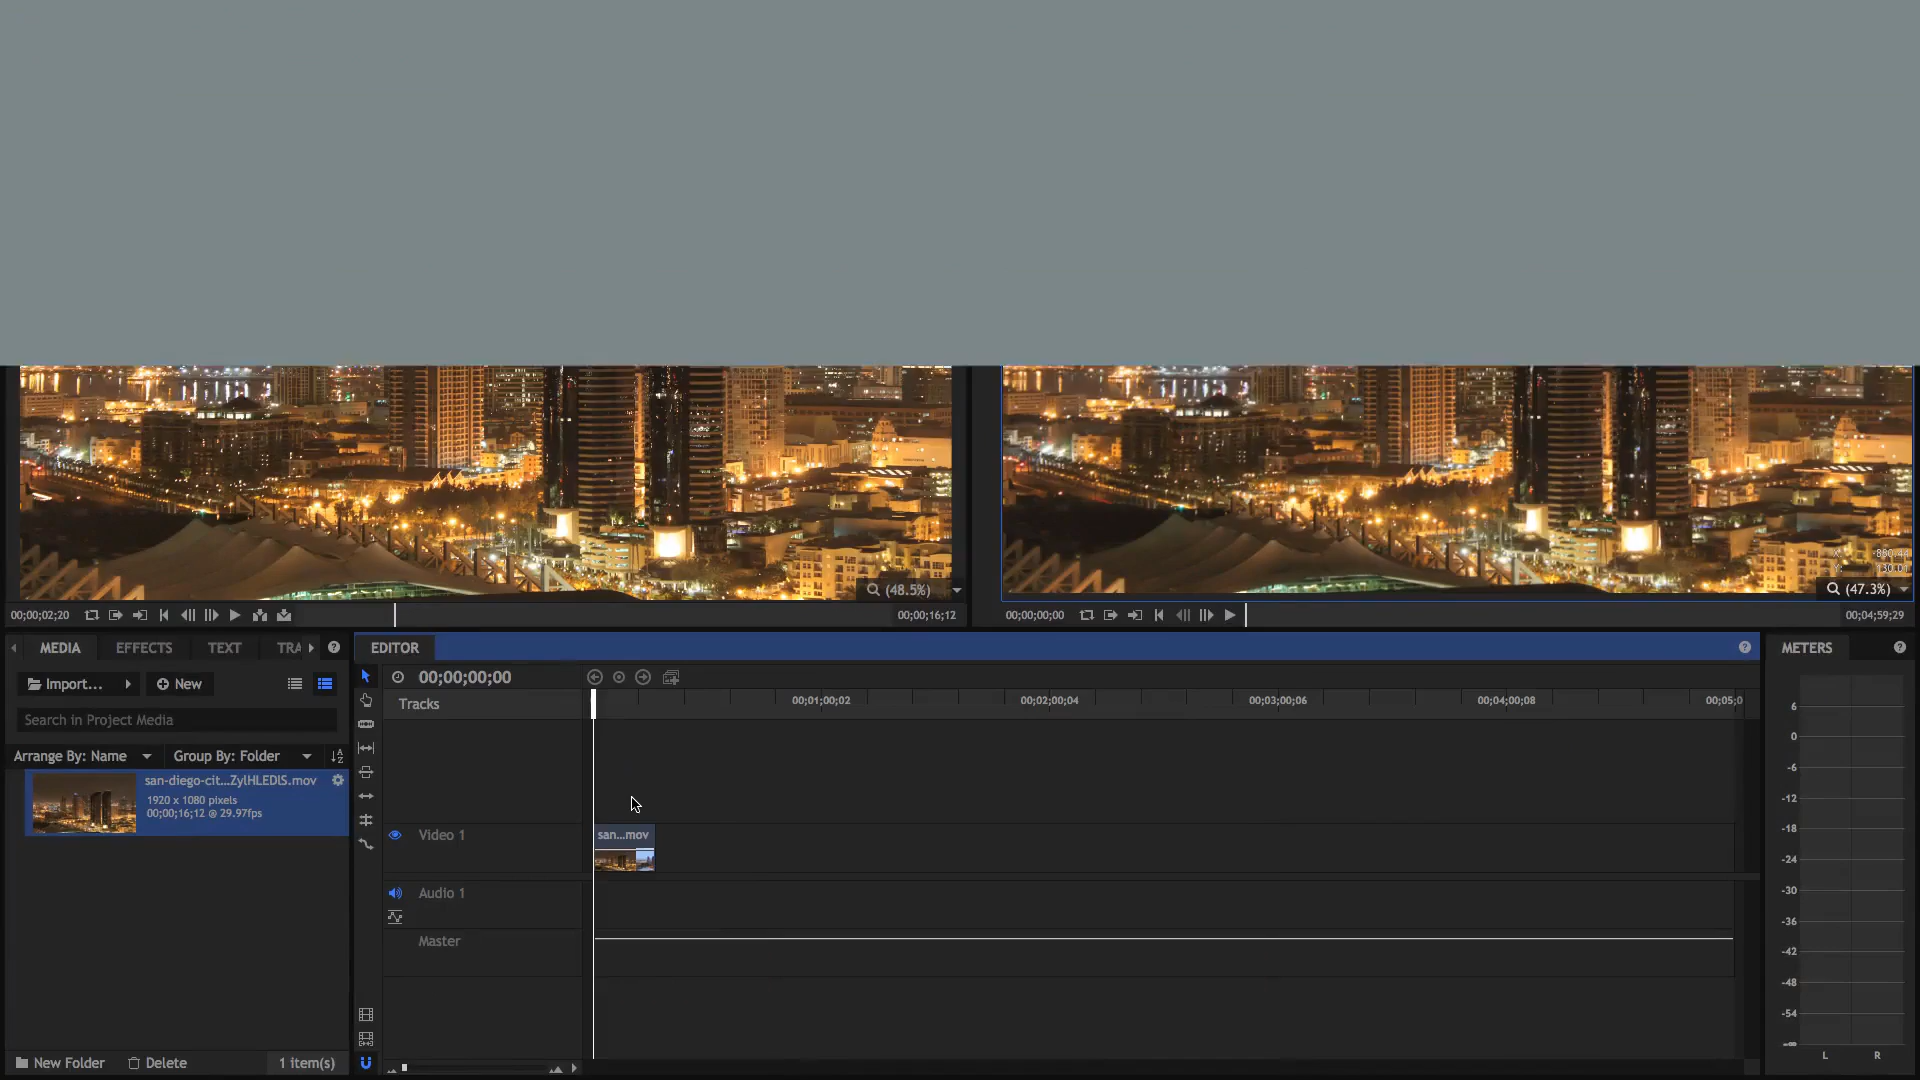 (48.5%)
X: -880.44
Y: 130.01
(47.3%)
00;00;02;20
00;00;16;12
00;00;00;00
00;04;59;29
MEDIA
EFFECTS
TEXT
TRA
EDITOR
METERS
Import...
New
00;00;00;00
Search in Project Media
Tracks
00;01;00;02
00;02;00;04
00;03;00;06
00;04;00;08
00;05;0
Arrange By: Name
Group By: Folder
san-diego-cit...ZylHLEDlS.mov
1920 x 1080 pixels
00;00;16;12 @ 29.97fps
Video 1
san...mov
Audio 1
Master
6
0
-6
-12
-18
-24
-30
-36
-42
-48
-54
-∞
L
R
New Folder
Delete
1 item(s)